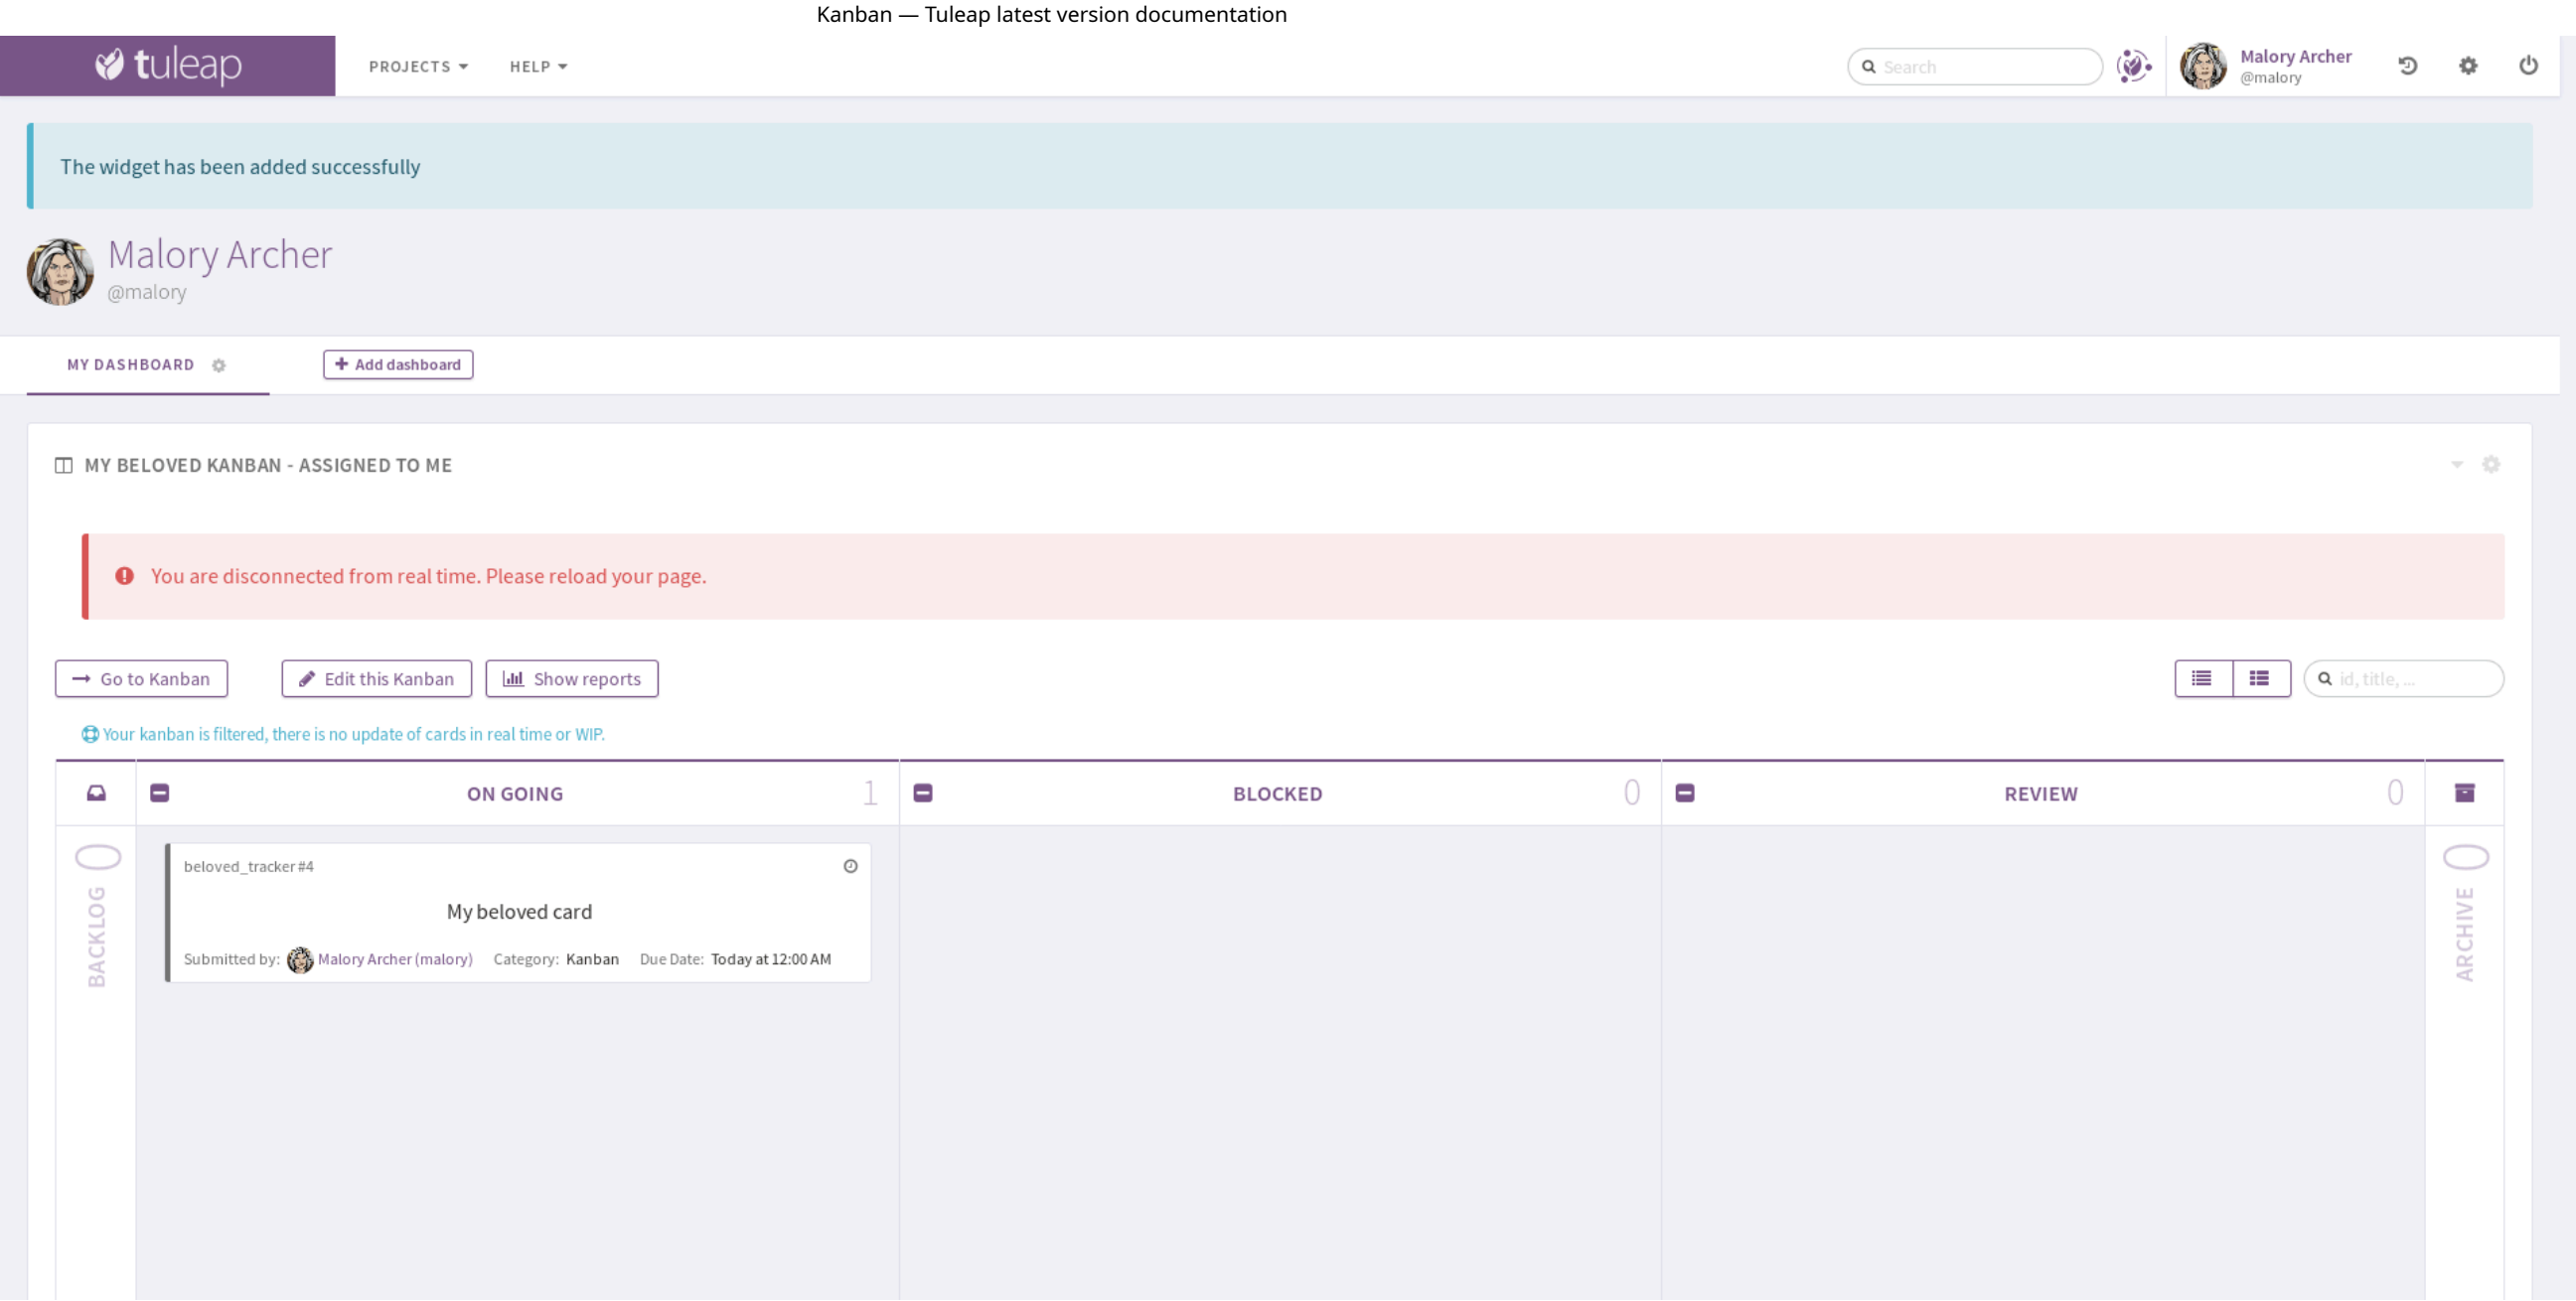 Kanban — Tuleap latest version documentation
tuleap PROJECTS HELP Search Malory Archer
@malory
The widget has been added successfully
Malory Archer
@malory
MY DASHBOARD Add dashboard
MY BELOVED KANBAN - ASSIGNED TO ME
You are disconnected from real time. Please reload your page.
Go to Kanban Edit this Kanban Show reports id, title, ...
Your kanban is filtered, there is no update of cards in real time or WIP.
ON GOING 1 BLOCKED 0 REVIEW 0
BACKLOG 0
beloved_tracker #4
My beloved card
Submitted by: Malory Archer (malory) Category: Kanban Due Date: Today at 12:00 AM
ARCHIVE 0